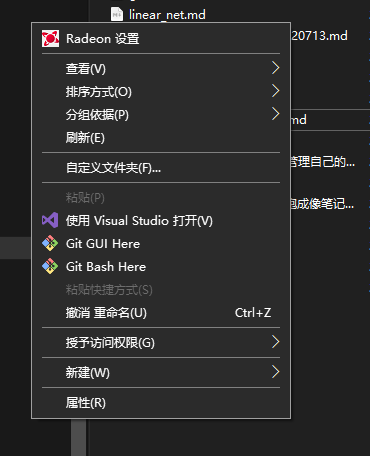 linear_net.md
Radeon 设置
20713.md
查看(V)
排序方式(O)
分组依据(P)
md
刷新(E)
管理自己的...
自定义文件夹(F)...
粘贴(P)
成像笔记...
使用 Visual Studio 打开(V)
Git GUI Here
Git Bash Here
粘贴快捷方式(S)
撤消 重命名(U) Ctrl+Z
授予访问权限(G)
新建(W)
属性(R)